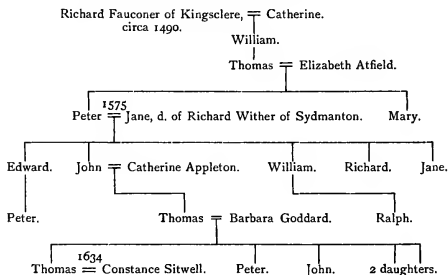 Richard Fauconer of Kingsclere, = Catherine.
circa 1490.
William.
Thomas = Elizabeth Atfield.
1575
Peter = Jane, d. of Richard Wither of Sydmanton. Mary.
Edward. John = Catherine Appleton. William. Richard. Jane.
Peter. Thomas = Barbara Goddard. Ralph.
1634
Thomas = Constance Sitwell. Peter. John. 2 daughters.